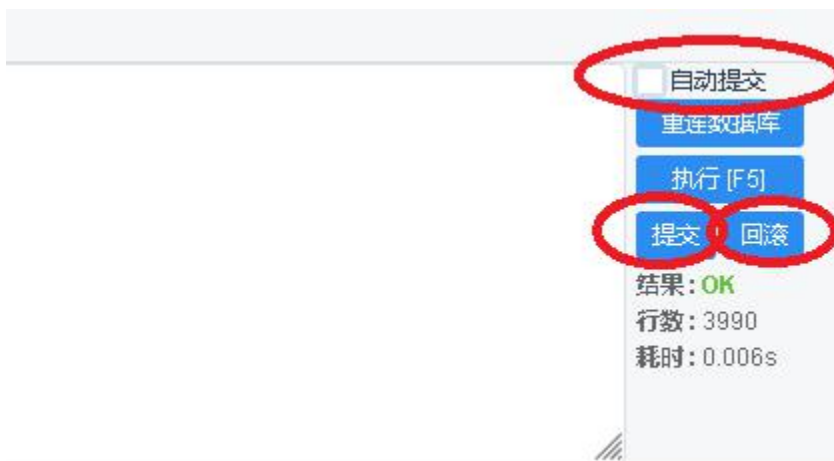 自动提交
重连数据库
执行 [F5]
提交 回滚
结果: OK
行数: 3990
耗时: 0.006s